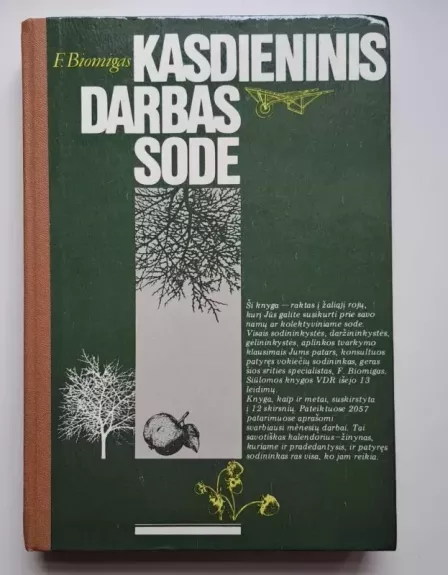 F. Biomigas
KASDIENINIS
DARBAS
SODE
Ši knyga — raktas į žaliąjį rojų,
kurį Jūs galite susikurti prie savo
namų ar kolektyviniame sode.
Visais sodininkystės, daržininkystės,
gėlininkystės, aplinkos tvarkymo
klausimais Jums patars, konsultuos
patyręs vokiečių sodininkas, geras
šios srities specialistas, F. Biomigas.
Siūlomos knygos VDR išėjo 13
leidimų.
Knyga, kaip ir metai, suskirstyta
į 12 skirsnių. Pateiktuose 2057
patarimuose aprašomi
svarbiausi mėnesių darbai. Tai
savotiškas kalendorius-žinynas,
kuriame ir pradedantysis, ir patyręs
sodininkas ras visa, ko jam reikia.